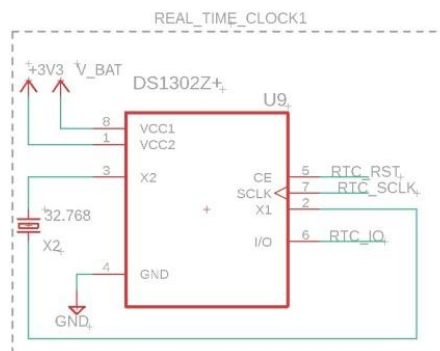 REAL_TIME_CLOCK1
+3V3 V_BAT
DS1302Z+
U9
8 VCC1
1 VCC2
3 X2
CE 5 RTC_RST
SCLK 7 RTC_SCLK
X1 2
I/O 6 RTC_IO
32.768
X2
4 GND
GND